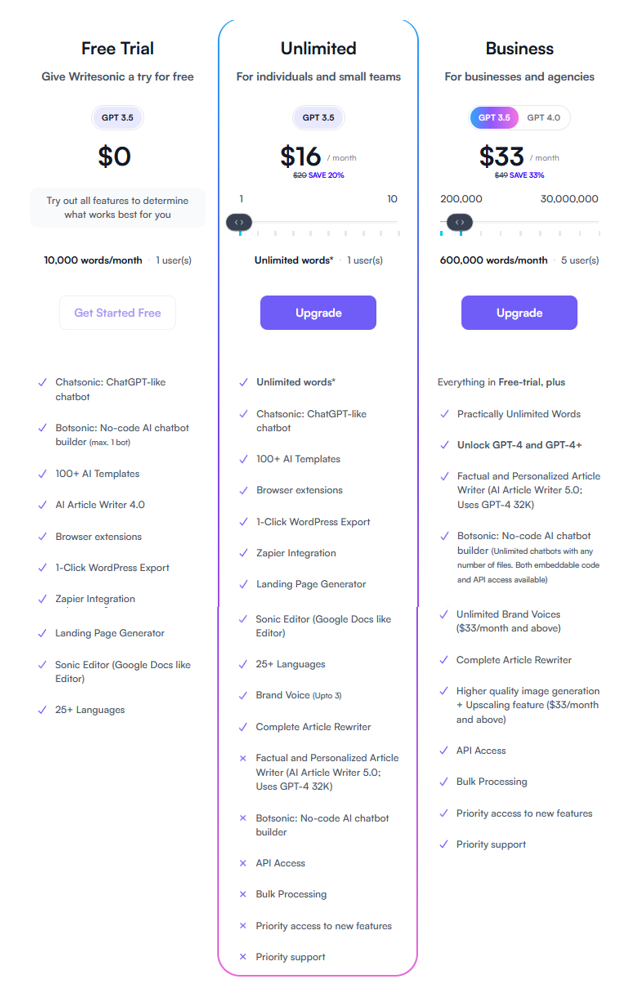 Free Trial
Give Writesonic a try for free
GPT 3.5
$0
Try out all features to determine
what works best for you
10,000 words/month · 1 user(s)
Get Started Free
Chatsonic: ChatGPT-like
chatbot
Botsonic: No-code AI chatbot
builder (max. 1 bot)
100+ AI Templates
AI Article Writer 4.0
Browser extensions
1-Click WordPress Export
Zapier Integration
Landing Page Generator
Sonic Editor (Google Docs like
Editor)
25+ Languages
Unlimited
For individuals and small teams
GPT 3.5
$16 / month
$20 SAVE 20%
1 10
Unlimited words* · 1 user(s)
Upgrade
Unlimited words*
Chatsonic: ChatGPT-like
chatbot
100+ AI Templates
Browser extensions
1-Click WordPress Export
Zapier Integration
Landing Page Generator
Sonic Editor (Google Docs like
Editor)
25+ Languages
Brand Voice (Upto 3)
Complete Article Rewriter
Factual and Personalized Article
Writer (AI Article Writer 5.0;
Uses GPT-4 32K)
Botsonic: No-code AI chatbot
builder
API Access
Bulk Processing
Priority access to new features
Priority support
Business
For businesses and agencies
GPT 3.5 GPT 4.0
$33 / month
$49 SAVE 33%
200,000 30,000,000
600,000 words/month · 5 user(s)
Upgrade
Everything in Free-trial, plus
Practically Unlimited Words
Unlock GPT-4 and GPT-4+
Factual and Personalized Article
Writer (AI Article Writer 5.0;
Uses GPT-4 32K)
Botsonic: No-code AI chatbot
builder (Unlimited chatbots with any
number of files. Both embeddable code
and API access available)
Unlimited Brand Voices
($33/month and above)
Complete Article Rewriter
Higher quality image generation
+ Upscaling feature ($33/month
and above)
API Access
Bulk Processing
Priority access to new features
Priority support